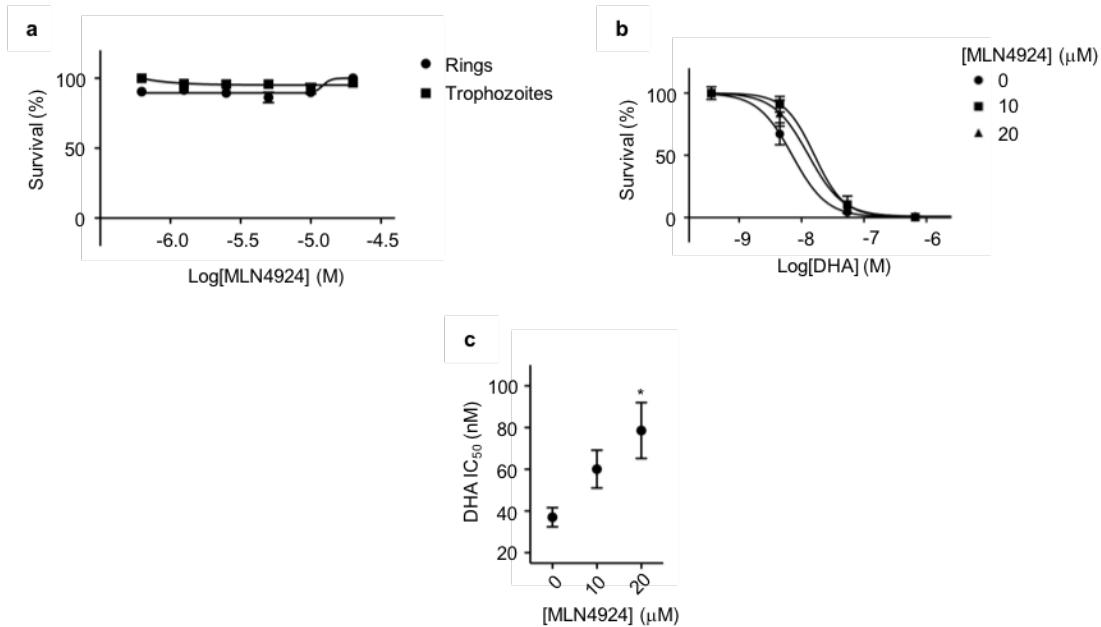 a
Survival (%)
100
50
0
-6.0 -5.5 -5.0 -4.5
Log[MLN4924] (M)
Rings
Trophozoites
b
Survival (%)
100
50
0
-9 -8 -7 -6
Log[DHA] (M)
[MLN4924] (μM)
0
10
20
c
DHA IC50 (nM)
100
80
60
40
20
*
0 10 20
[MLN4924] (μM)